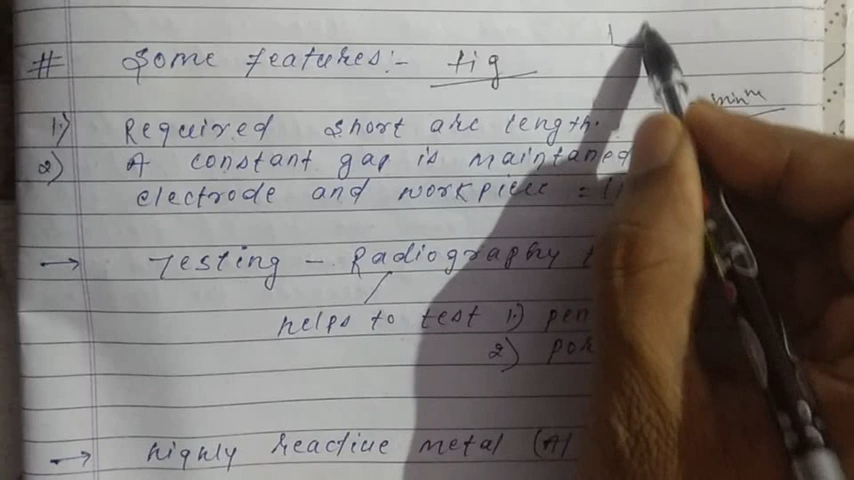 # Some features:- tig
1.) Required short arc length.
2) A constant gap is maintaned
electrode and workpiece =
→ Testing - Radiography
helps to test 1.) pen
2) por
→ highly reactive metal (Al